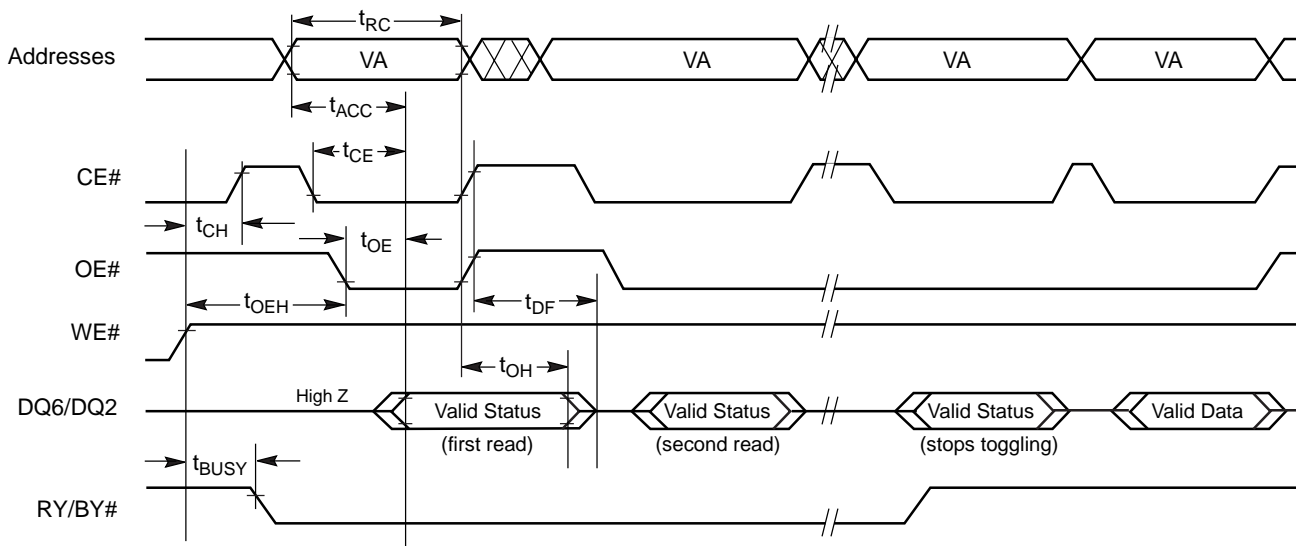 tRC
Addresses VA VA VA VA
tACC
tCE
CE#
tCH tOE
OE#
tOEH tDF
WE#
tOH
High Z
DQ6/DQ2 Valid Status Valid Status Valid Status Valid Data
(first read) (second read) (stops toggling)
tBUSY
RY/BY#